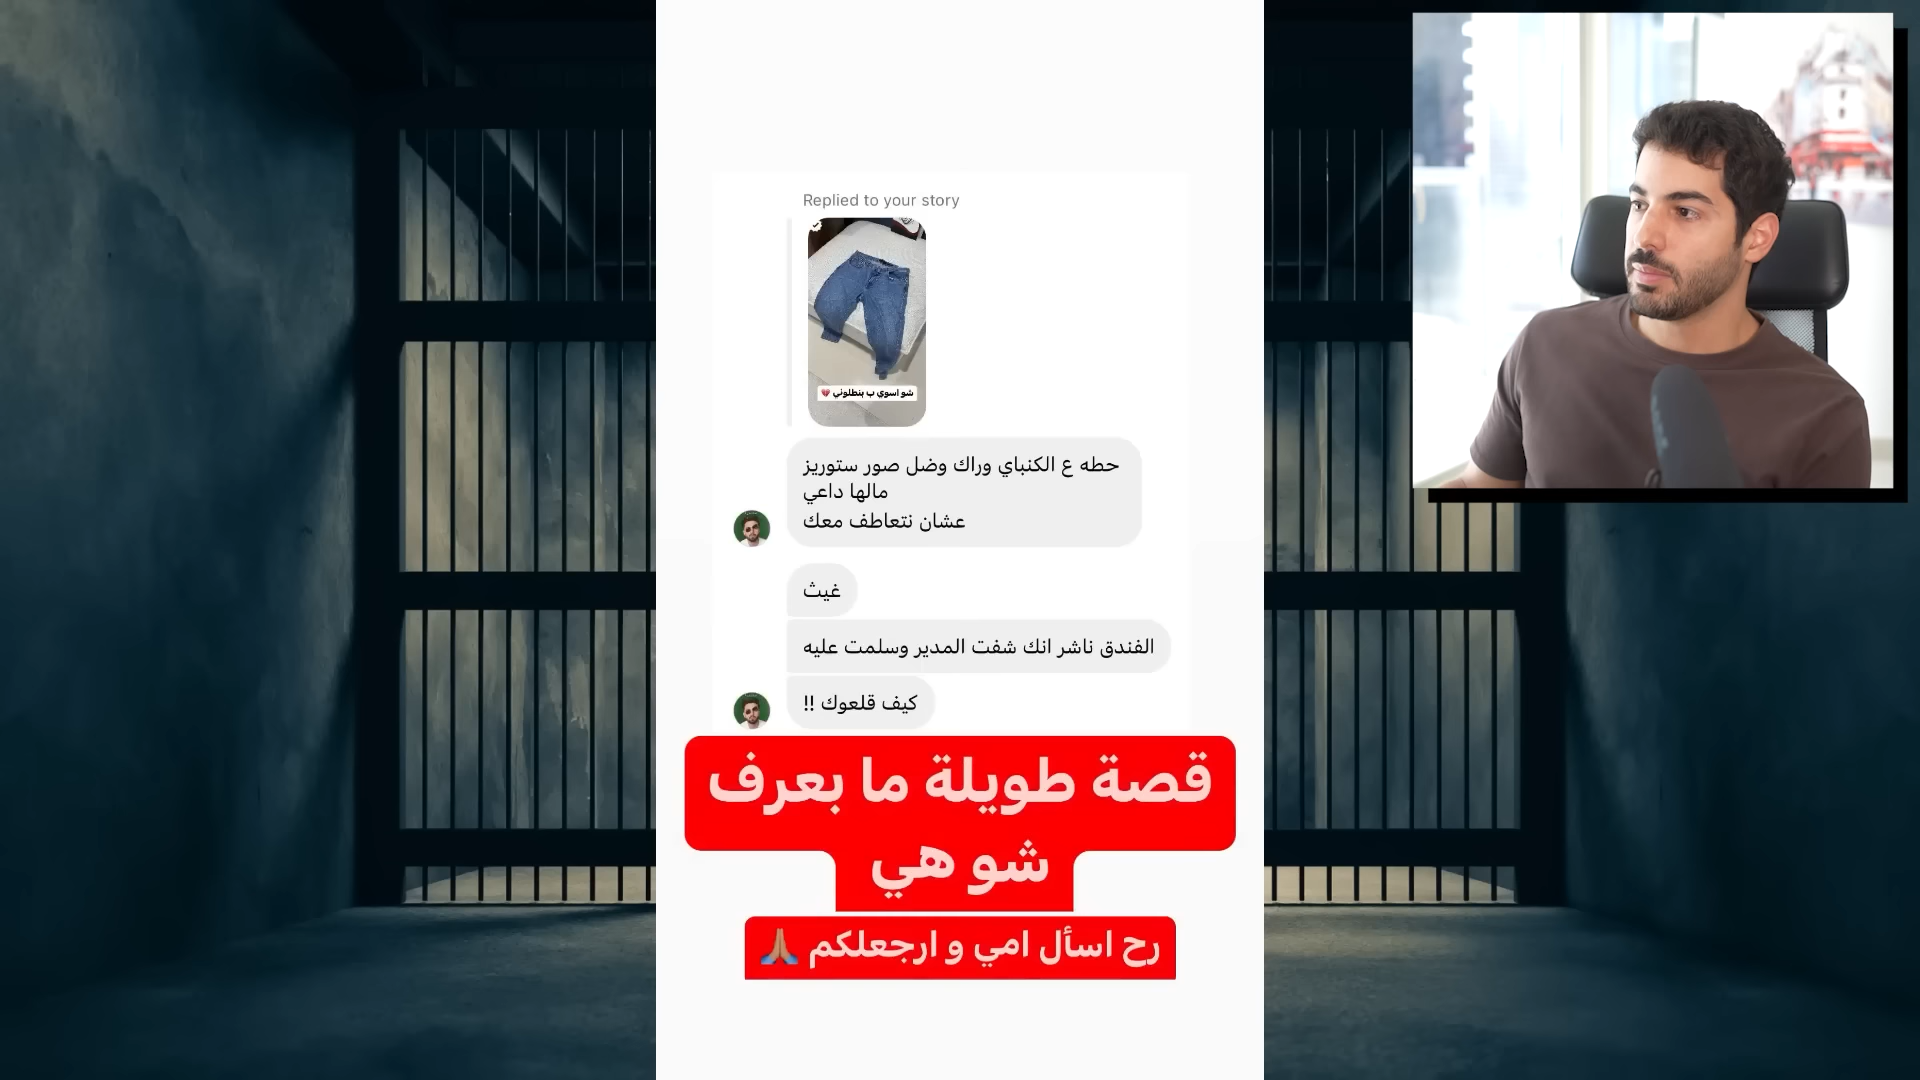 Replied to your story
شو اسوي ب بنطلوني 💔
حطه ع الكنباي وراك وضل صور ستوريز
مالها داعي
عشان نتعاطف معك
غيث
الفندق ناشر انك شفت المدير وسلمت عليه
كيف قلعوك !!
قصة طويلة ما بعرف
شو هي
رح اسأل امي و ارجعلكم 🙏🏽